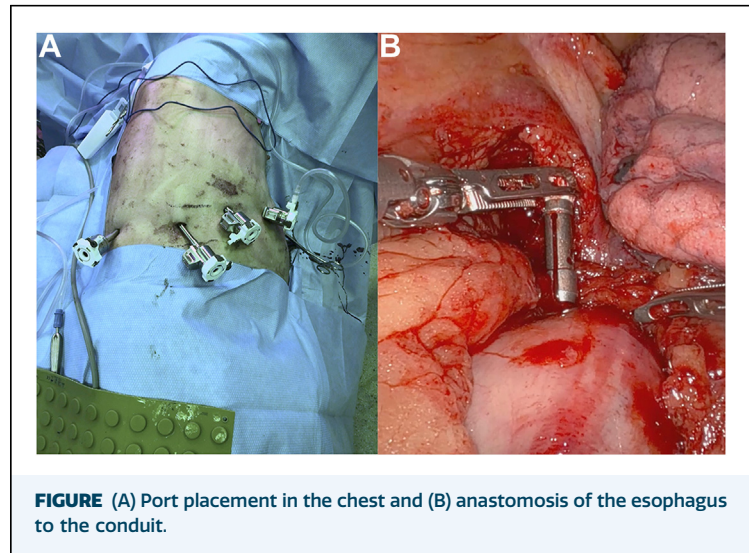 A
B
FIGURE (A) Port placement in the chest and (B) anastomosis of the esophagus
to the conduit.